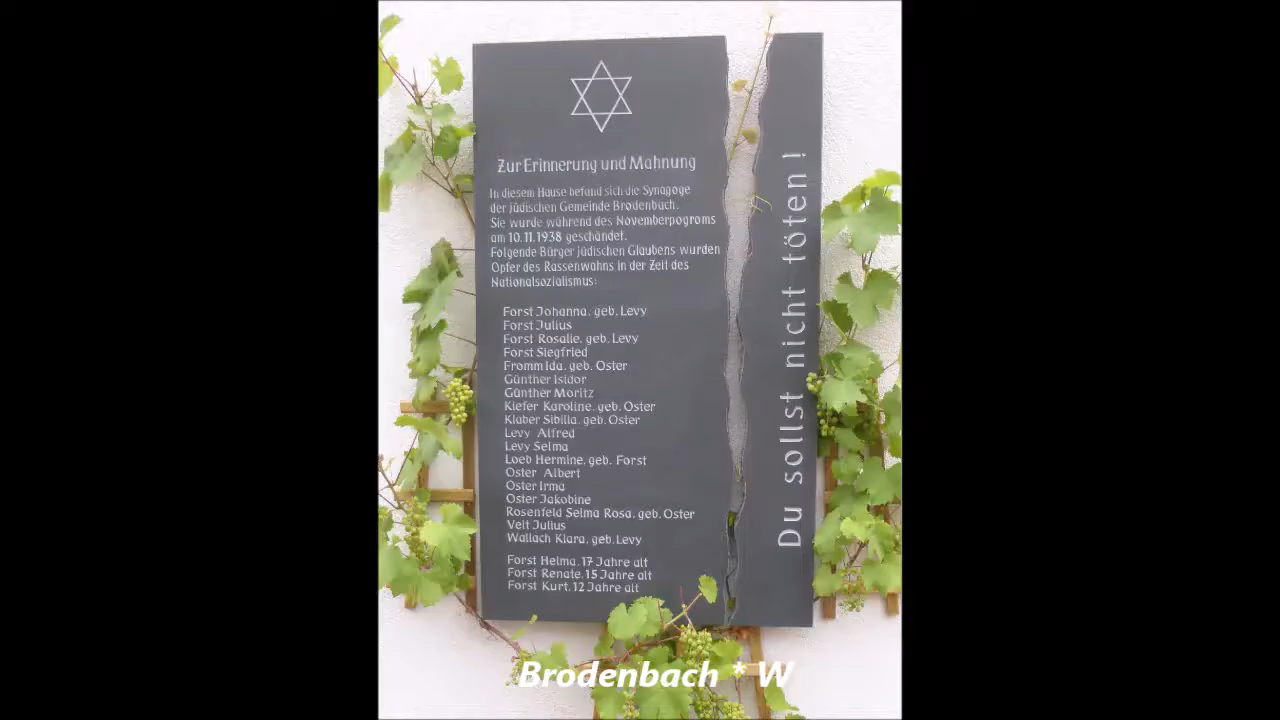 Zur Erinnerung und Mahnung
In diesem Hause befand sich die Synagoge
der jüdischen Gemeinde Brodenbach.
Sie wurde während des Novemberpogroms
am 10.11.1938 geschändet.
Folgende Bürger jüdischen Glaubens wurden
Opfer des Rassenwahns in der Zeit des
Nationalsozialismus:
Forst Johanna, geb. Levy
Forst Julius
Forst Rosalie, geb. Levy
Forst Siegfried
Fromm Ida, geb. Oster
Günther Isidor
Günther Moritz
Kiefer Karoline, geb. Oster
Klaber Sibilla, geb. Oster
Levy Alfred
Levy Selma
Loeb Hermine, geb. Forst
Oster Albert
Oster Irma
Oster Jakobine
Rosenfeld Selma Rosa, geb. Oster
Veit Julius
Wallach Klara, geb. Levy
Forst Helma, 17 Jahre alt
Forst Renate, 15 Jahre alt
Forst Kurt, 12 Jahre alt
Du sollst nicht töten!
Brodenbach * W